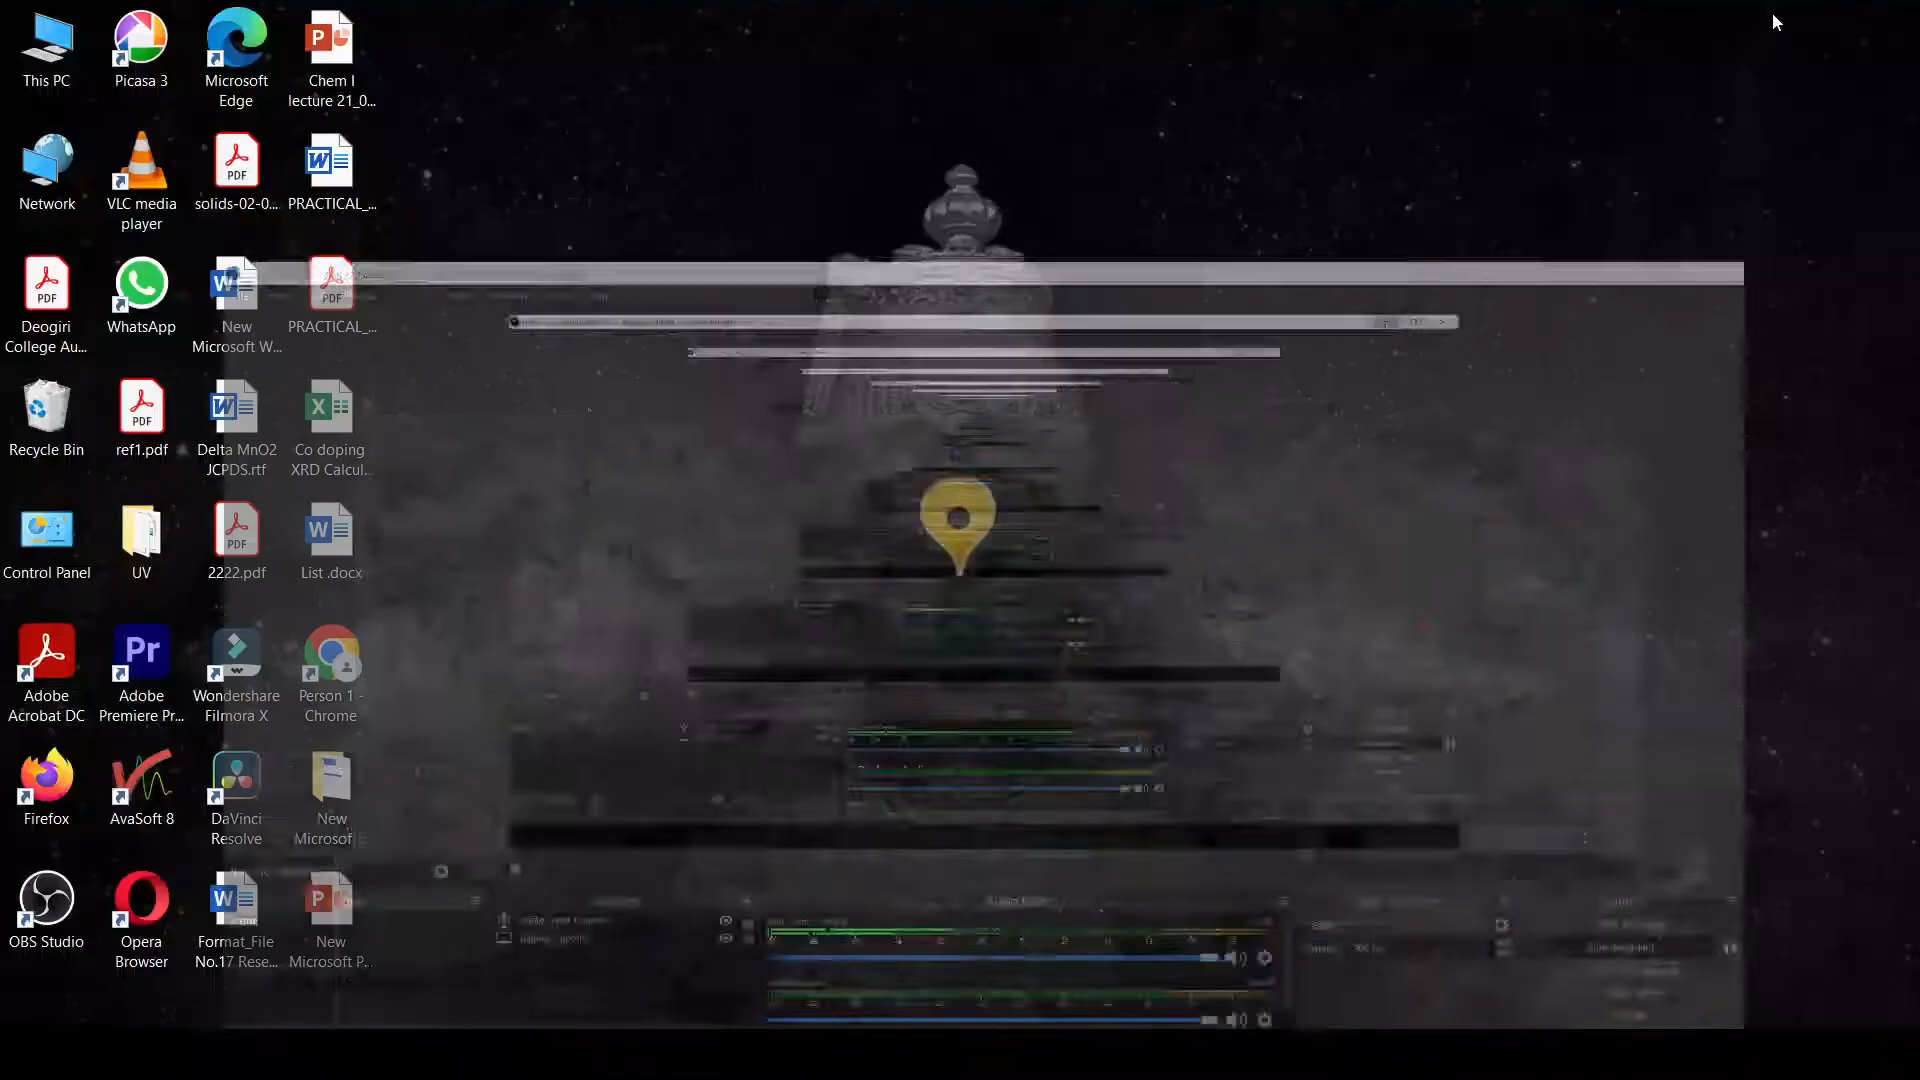 This PC
Picasa 3
Microsoft
Edge
Chem I
lecture 21_0...
Network
VLC media
player
solids-02-0...
PRACTICAL_...
Deogiri
College Au...
WhatsApp
New
Microsoft W...
PRACTICAL_...
Recycle Bin
ref1.pdf
Delta MnO2
JCPDS.rtf
Co doping
XRD Calcul...
Control Panel
UV
2222.pdf
List .docx
Adobe
Acrobat DC
Adobe
Premiere Pr...
Wondershare
Filmora X
Person 1 -
Chrome
Firefox
AvaSoft 8
DaVinci
Resolve
New
Microsoft
OBS Studio
Opera
Browser
Format_File
No.17 Rese...
New
Microsoft P...